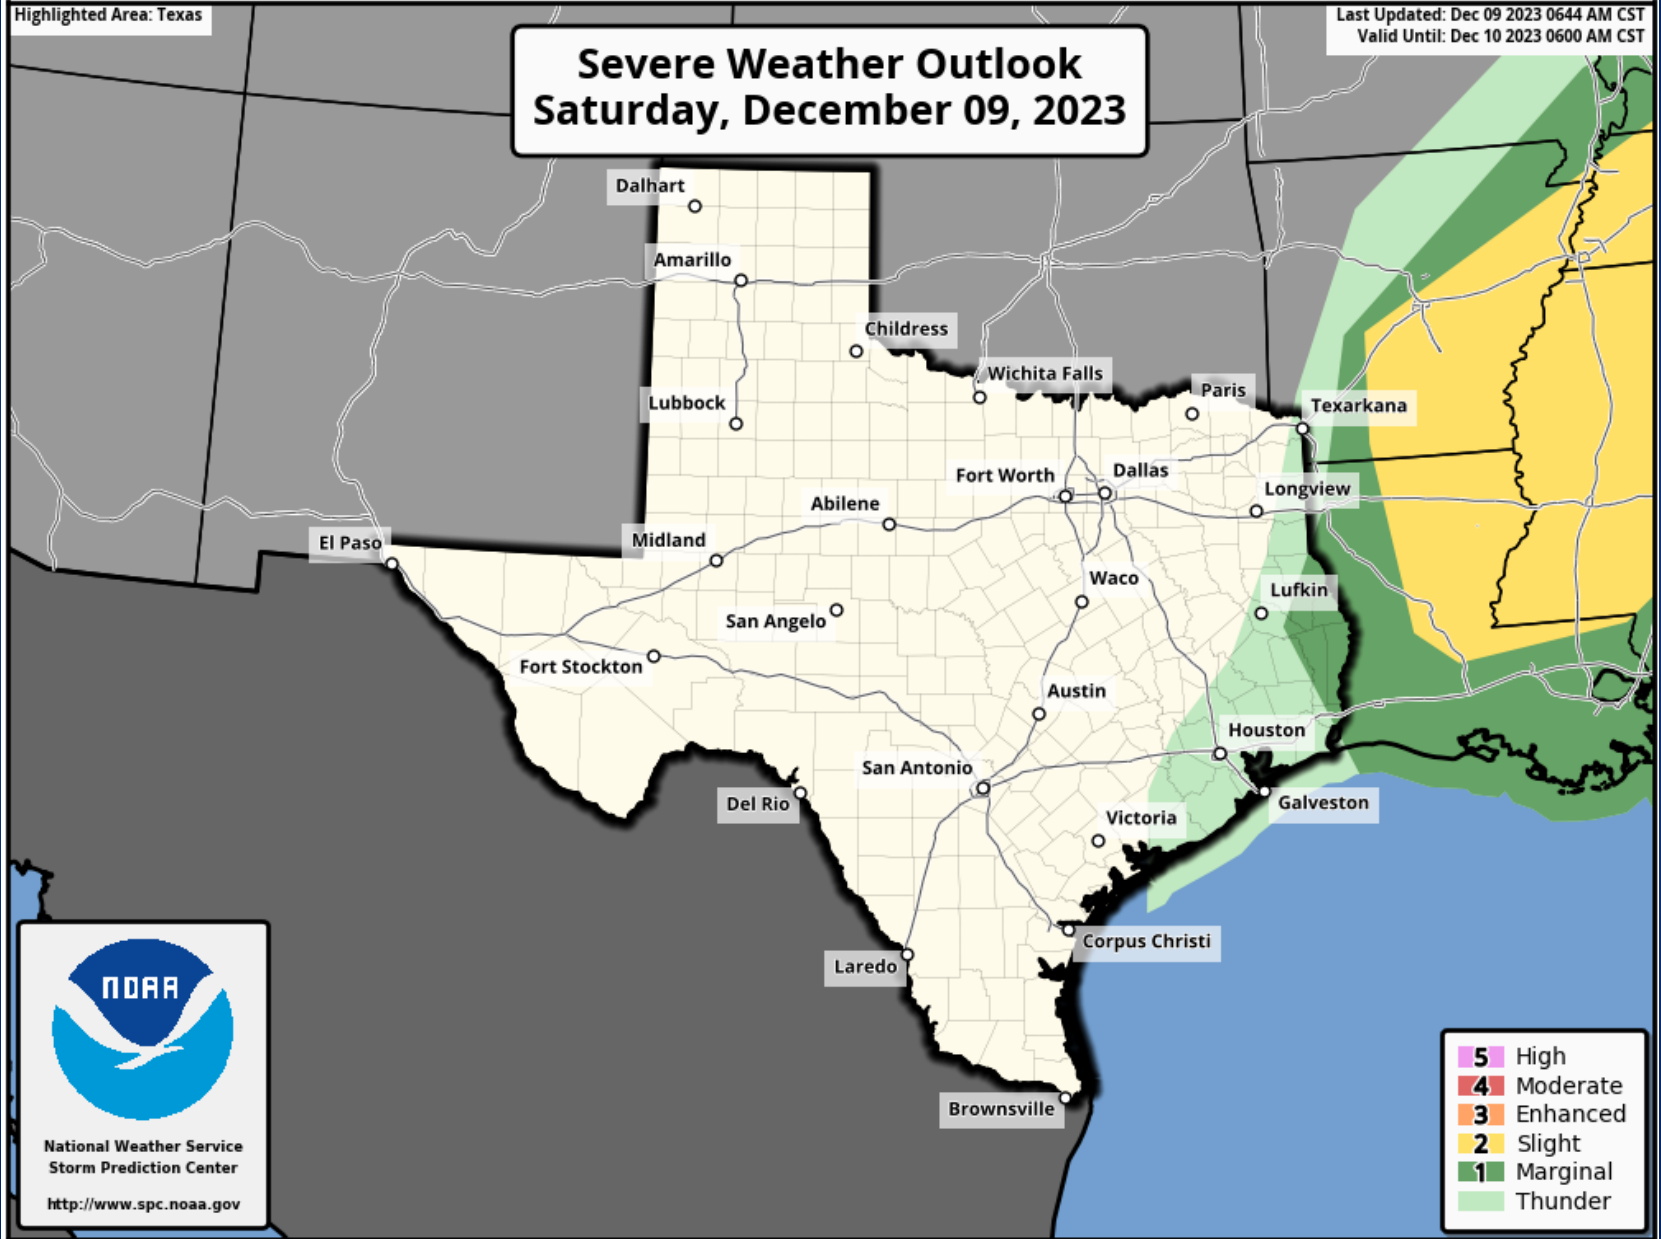 Highlighted Area: Texas
Last Updated: Dec 09 2023 0644 AM CST
Valid Until: Dec 10 2023 0600 AM CST
Severe Weather Outlook
Saturday, December 09, 2023
Dalhart
Amarillo
Childress
Wichita Falls
Paris
Lubbock
Texarkana
Fort Worth
Dallas
Longview
Abilene
El Paso
Midland
Waco
Lufkin
San Angelo
Fort Stockton
Austin
Houston
San Antonio
Del Rio
Galveston
Victoria
Corpus Christi
Laredo
Brownsville
NOAA
National Weather Service
Storm Prediction Center
http://www.spc.noaa.gov
5 High
4 Moderate
3 Enhanced
2 Slight
1 Marginal
Thunder